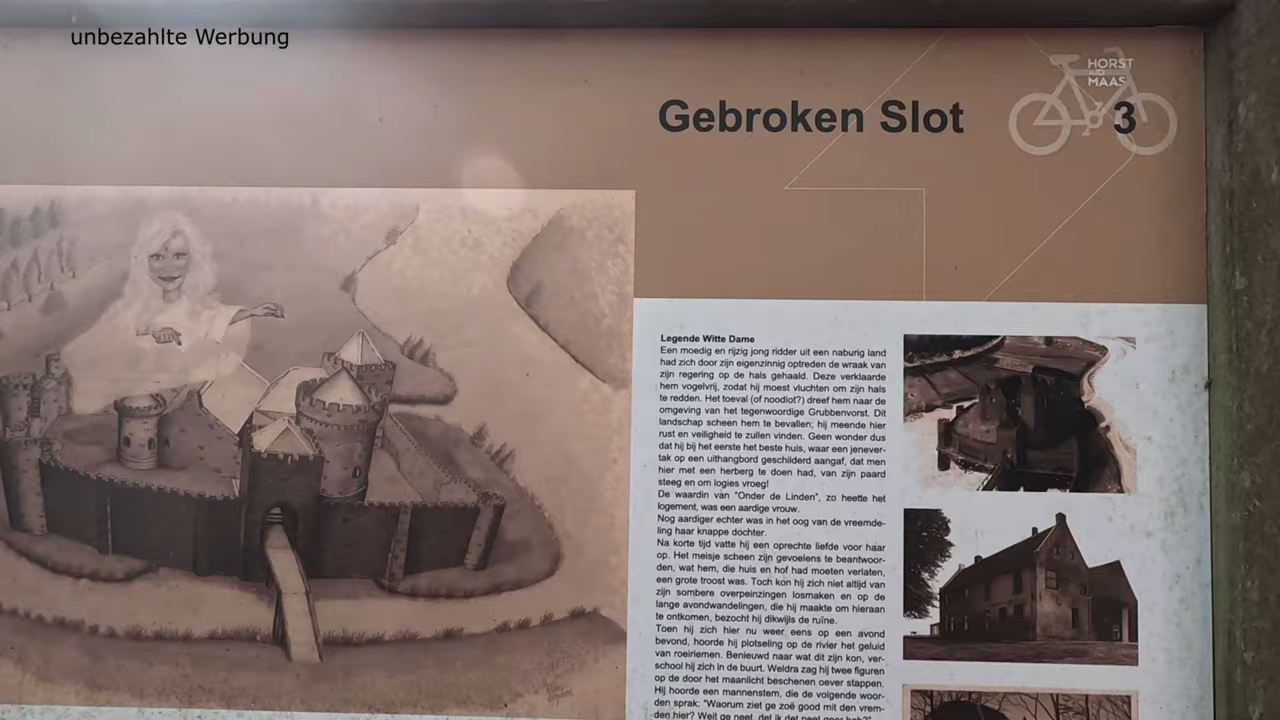 unbezahlte Werbung
HORST
A/D
MAAS
Gebroken Slot
3
Legende Witte Dame
Een moedig en rijzig jong ridder uit een naburig land
had zich door zijn eigenzinnig optreden de wraak van
zijn regering op de hals gehaald. Deze verklaarde
hem vogelvrij, zodat hij moest vluchten om zijn hals
te redden. Het toeval (of noodlot?) dreef hem naar de
omgeving van het tegenwoordige Grubbenvorst. Dit
landschap scheen hem te bevallen; hij meende hier
rust en veiligheid te zullen vinden. Geen wonder dus
dat hij bij het eerste het beste huis, waar een jenever-
tak op een uithangbord geschilderd aangaf, dat men
hier met een herberg te doen had, van zijn paard
steeg en om logies vroeg!
De waardin van "Onder de Linden", zo heette het
logement, was een aardige vrouw.
Nog aardiger echter was in het oog van de vreemde-
ling haar knappe dochter.
Na korte tijd vatte hij een oprechte liefde voor haar
op. Het meisje scheen zijn gevoelens te beantwoor-
den, wat hem, die huis en hof had moeten verlaten,
een grote troost was. Toch kon hij zich niet altijd van
zijn sombere overpeinzingen losmaken en op de
lange avondwandelingen, die hij maakte om hieraan
te ontkomen, bezocht hij dikwijls de ruïne.
Toen hij zich hier nu weer eens op een avond
bevond, hoorde hij plotseling op de rivier het geluid
van roeiriemen. Benieuwd naar wat dit zijn kon, ver-
school hij zich in de buurt. Weldra zag hij twee figuren
op de door het maanlicht beschenen oever stappen.
Hij hoorde een mannenstem, die de volgende woor-
den sprak: "Waorum ziet ge zoë good mit den vrem-
den hier? Weit ge neet, det ik det neet geer heb?"